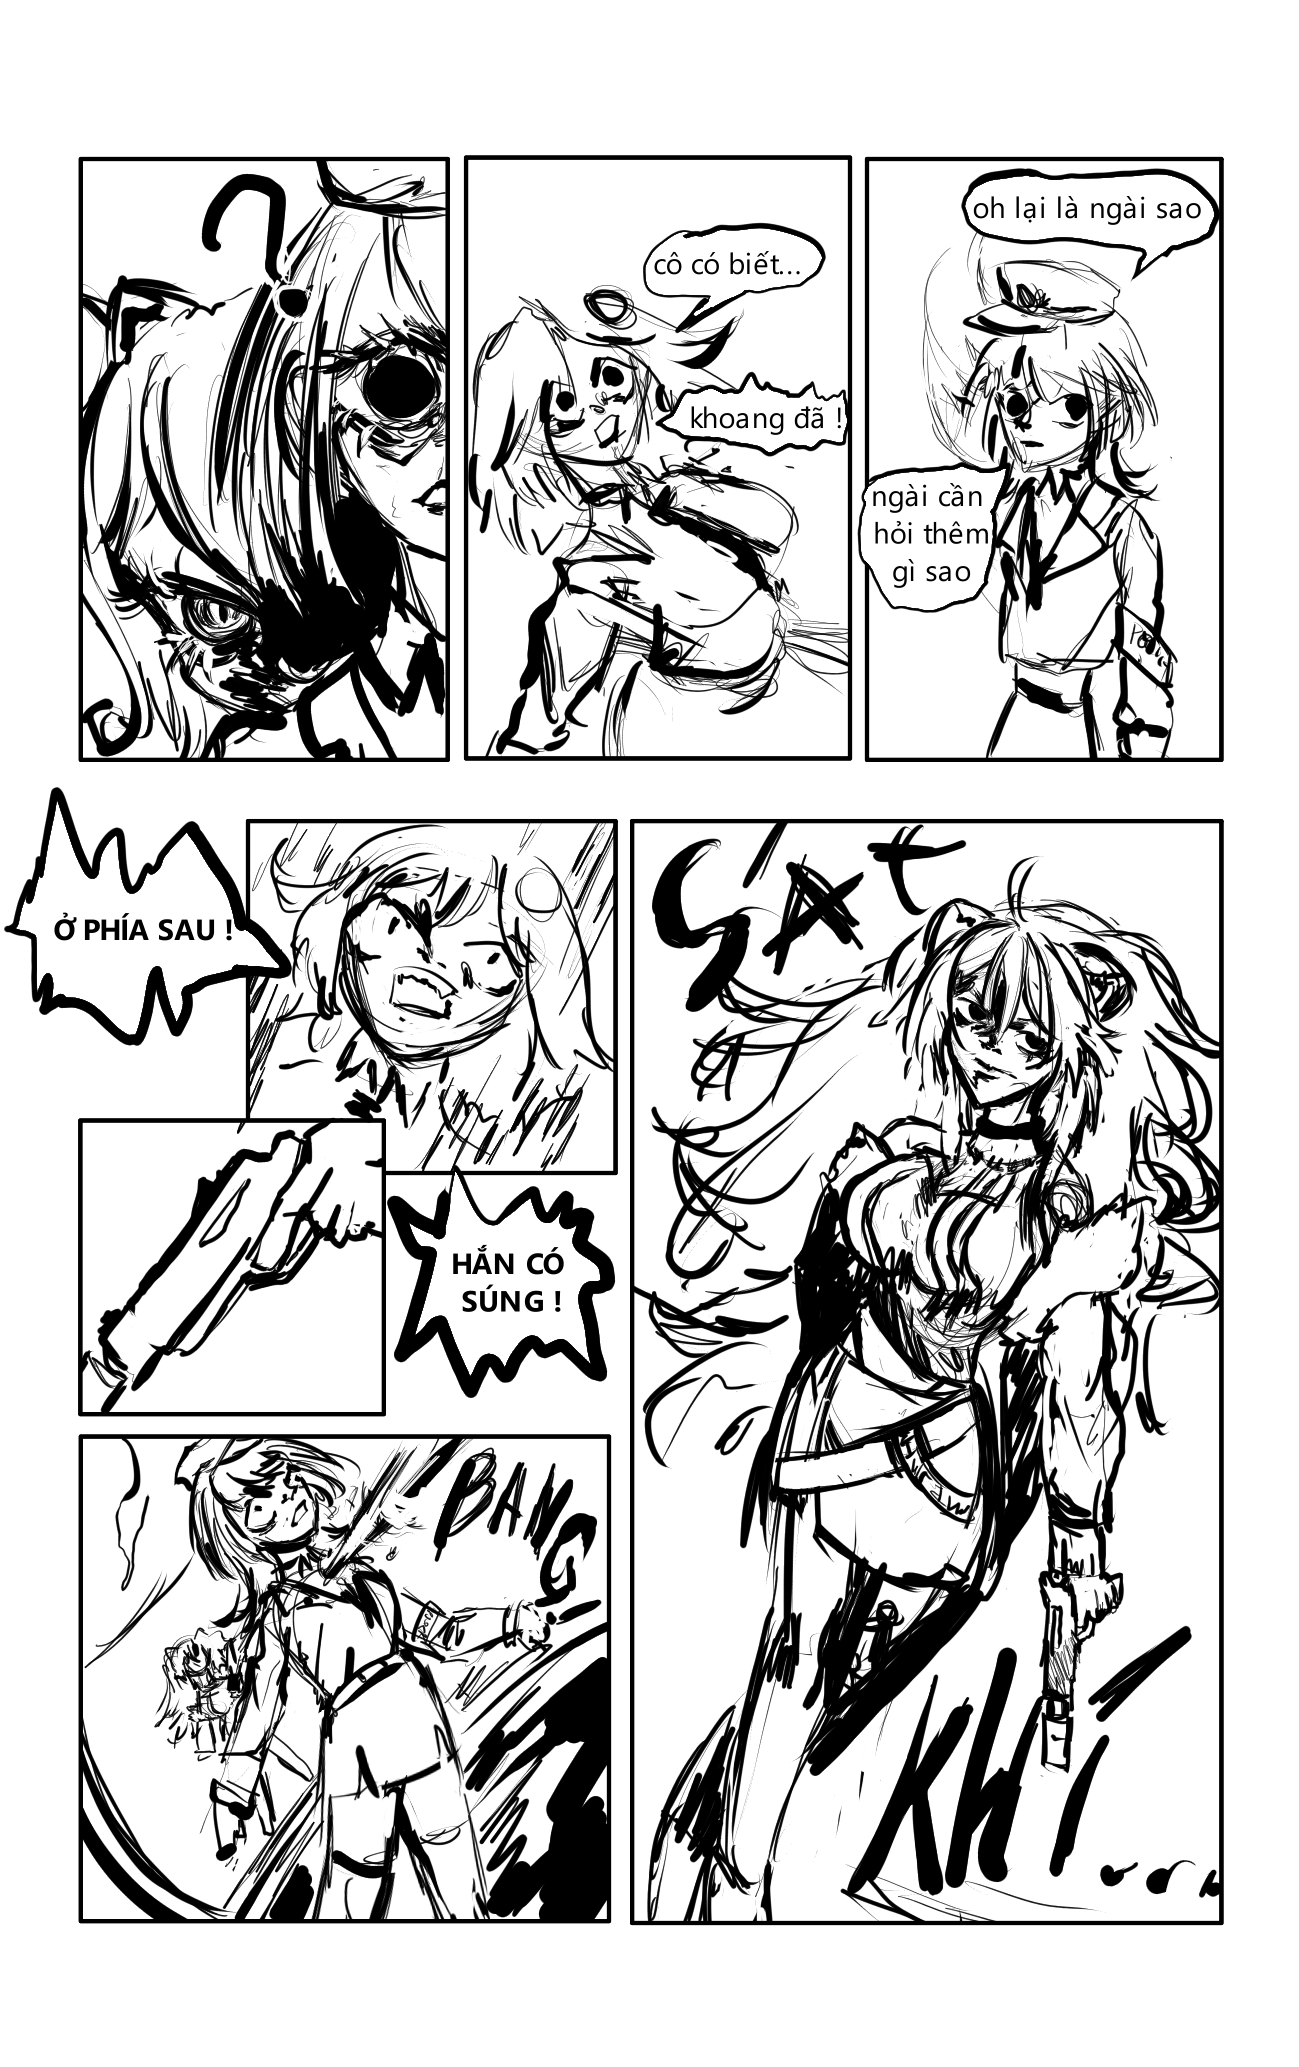 oh lại là ngài sao
ngài cần
hỏi thêm
gì sao
cô có biết...
khoang đã !
?
SÁt
KHÍ....
Ở PHÍA SAU !
HẮN CÓ
SÚNG !
BANG!